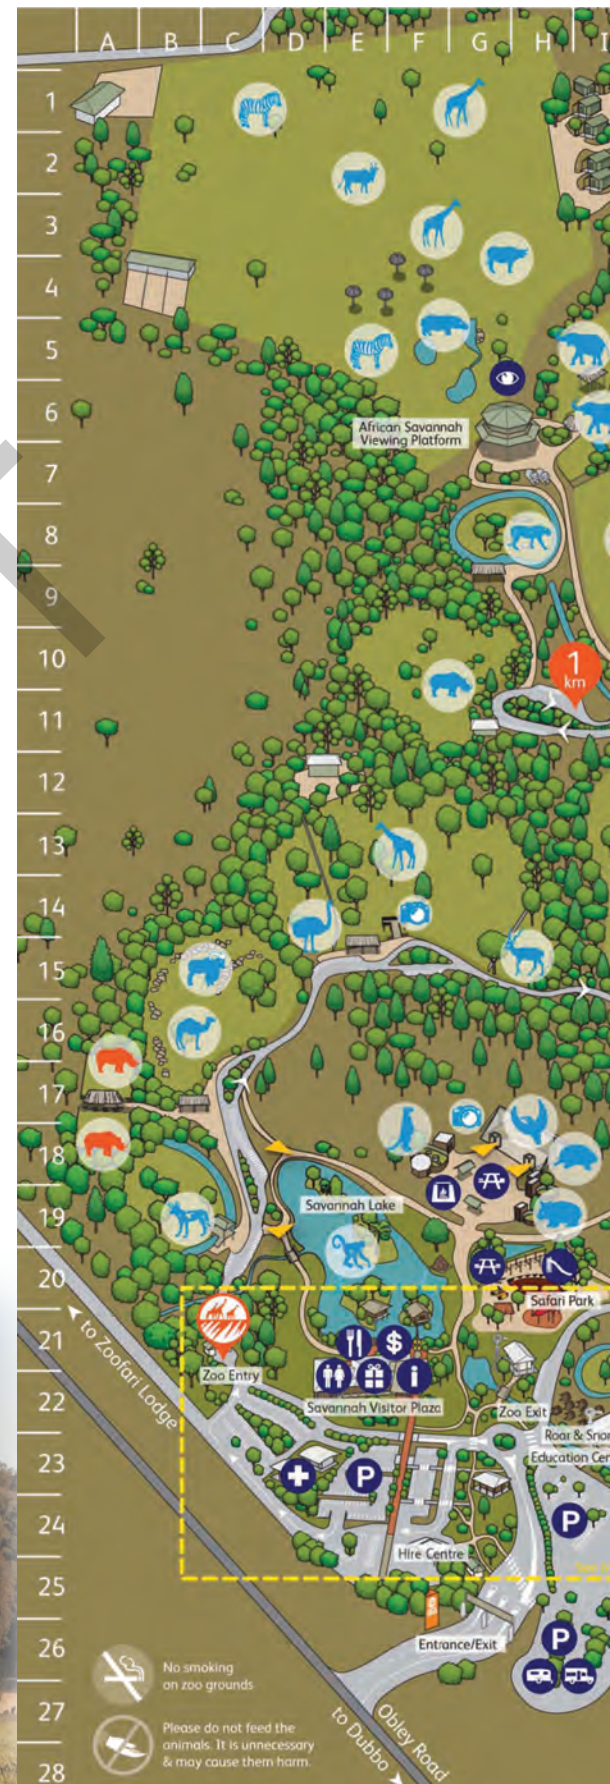 A B C D E F G H I
1
2
3
4
5
6
African Savannah
Viewing Platform
7
8
9
10
1
km
11
12
13
14
15
16
17
18
19
Savannah Lake
20
Safari Park
21
to Zoofari Lodge
Zoo Entry
$
i
22
Savannah Visitor Plaza
Zoo Exit
Roar &
Education
23
P
24
P
Hire Centre
25
26
Entrance/Exit
P
No smoking
on zoo grounds
27
Obley Road
to Dubbo
Please do not feed the
animals. It is unnecessary
& may cause them harm.
28